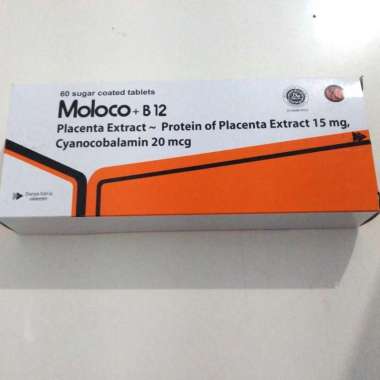 60 sugar coated tablets
Moloco + B 12
Placenta Extract ~ Protein of Placenta Extract 15 mg,
Cyanocobalamin 20 mcg